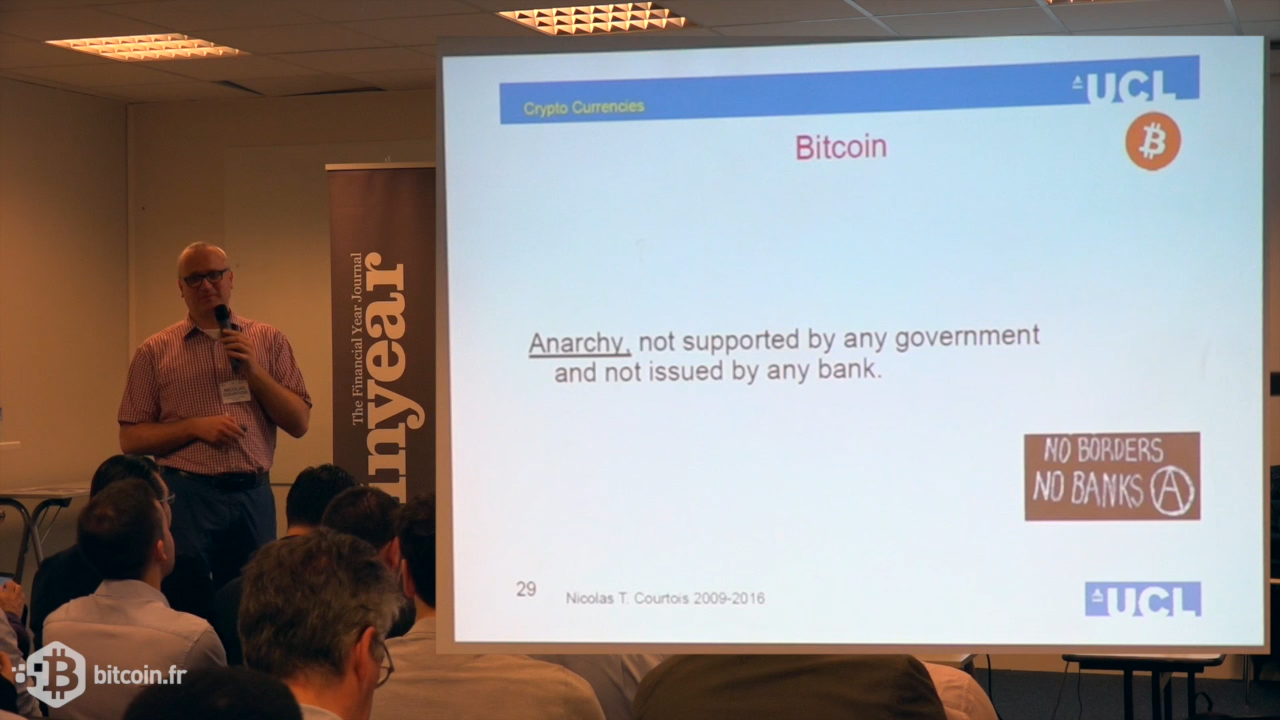 Crypto Currencies
UCL
Bitcoin
Anarchy, not supported by any government
and not issued by any bank.
NO BORDERS
NO BANKS
29
Nicolas T. Courtois 2009-2016
UCL
The Financial Year Journal
inyear
bitcoin.fr